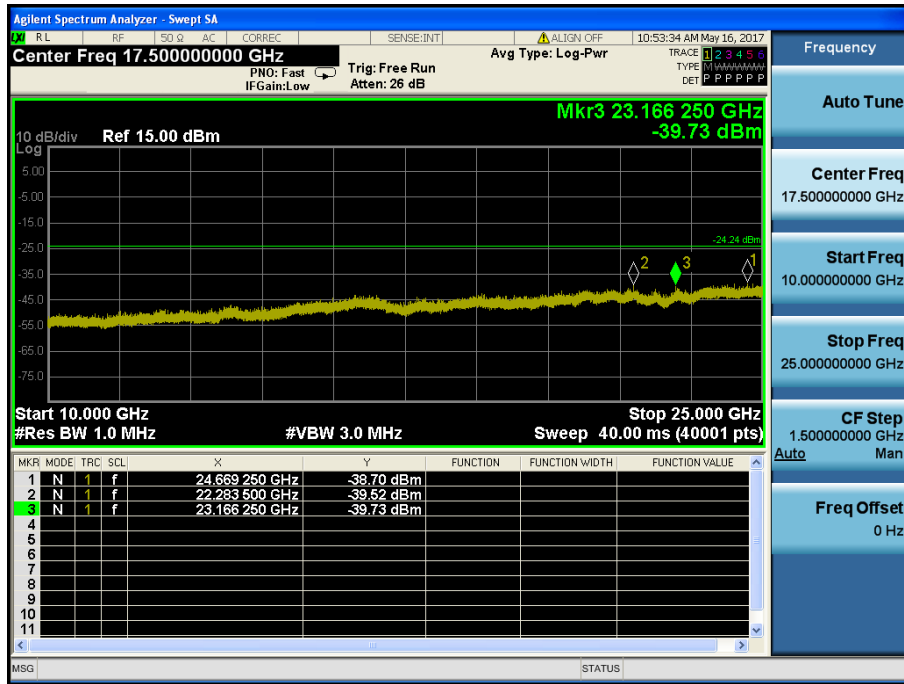 Agilent Spectrum Analyzer - Swept SA
LXI RL RF 50 Ω AC CORREC SENSE:INT ALIGN OFF 10:53:34 AM May 16, 2017
Center Freq 17.500000000 GHz
PNO: Fast
IFGain:Low
Trig: Free Run
Atten: 26 dB
Avg Type: Log-Pwr
TRACE 1 2 3 4 5 6
TYPE M W W W W W
DET P P P P P P
Mkr3 23.166 250 GHz
-39.73 dBm
10 dB/div Ref 15.00 dBm
Log
5.00
-5.00
-15.0
-25.0
-35.0
-45.0
-55.0
-65.0
-75.0
-24.24 dBm
2
3
1
Start 10.000 GHz Stop 25.000 GHz
#Res BW 1.0 MHz #VBW 3.0 MHz Sweep 40.00 ms (40001 pts)
MKR MODE TRC SCL X Y FUNCTION FUNCTION WIDTH FUNCTION VALUE
1 N 1 f 24.669 250 GHz -38.70 dBm
2 N 1 f 22.283 500 GHz -39.52 dBm
3 N 1 f 23.166 250 GHz -39.73 dBm
4
5
6
7
8
9
10
11
MSG STATUS
Frequency
Auto Tune
Center Freq
17.500000000 GHz
Start Freq
10.000000000 GHz
Stop Freq
25.000000000 GHz
CF Step
1.500000000 GHz
Auto Man
Freq Offset
0 Hz